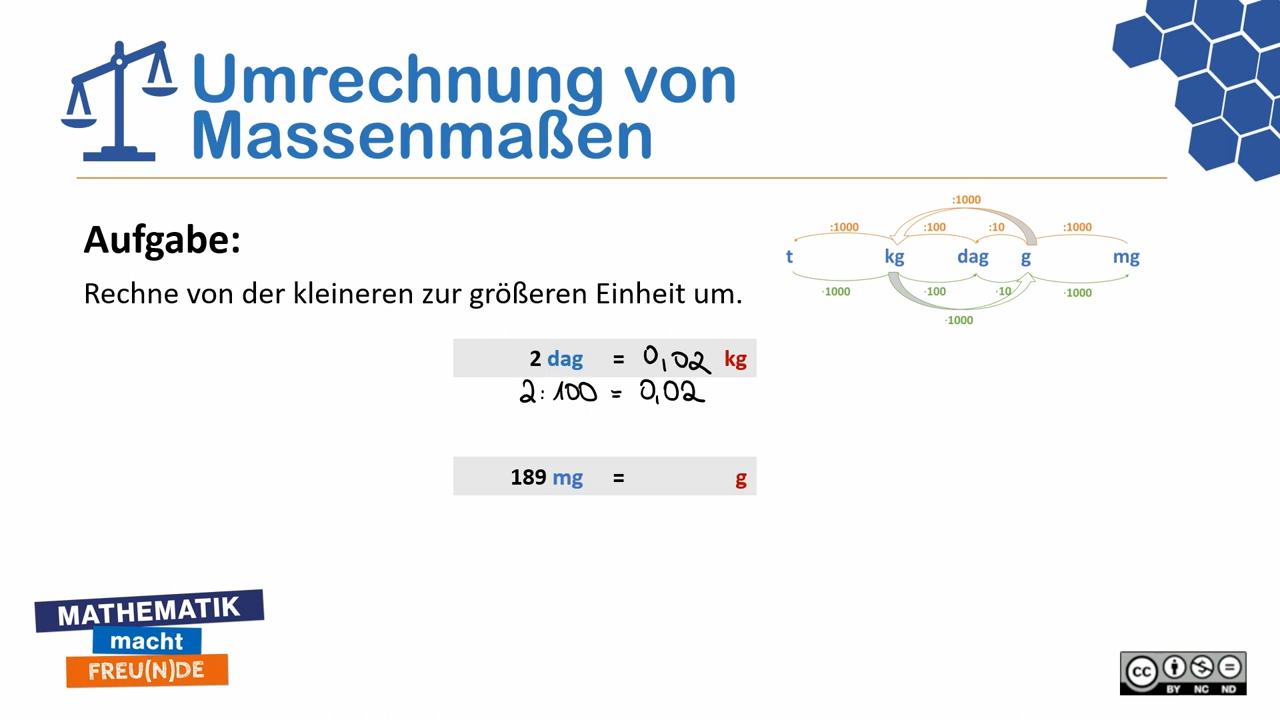 Umrechnung von
Massenmaßen
Aufgabe:
Rechne von der kleineren zur größeren Einheit um.
:1000
:1000 :100 :10 :1000
t kg dag g mg
·1000 ·100 ·10 ·1000
·1000
2 dag = 0,02 kg
2:100 = 0,02
189 mg = g
MATHEMATIK
macht
FREU(N)DE
cc
BY NC ND